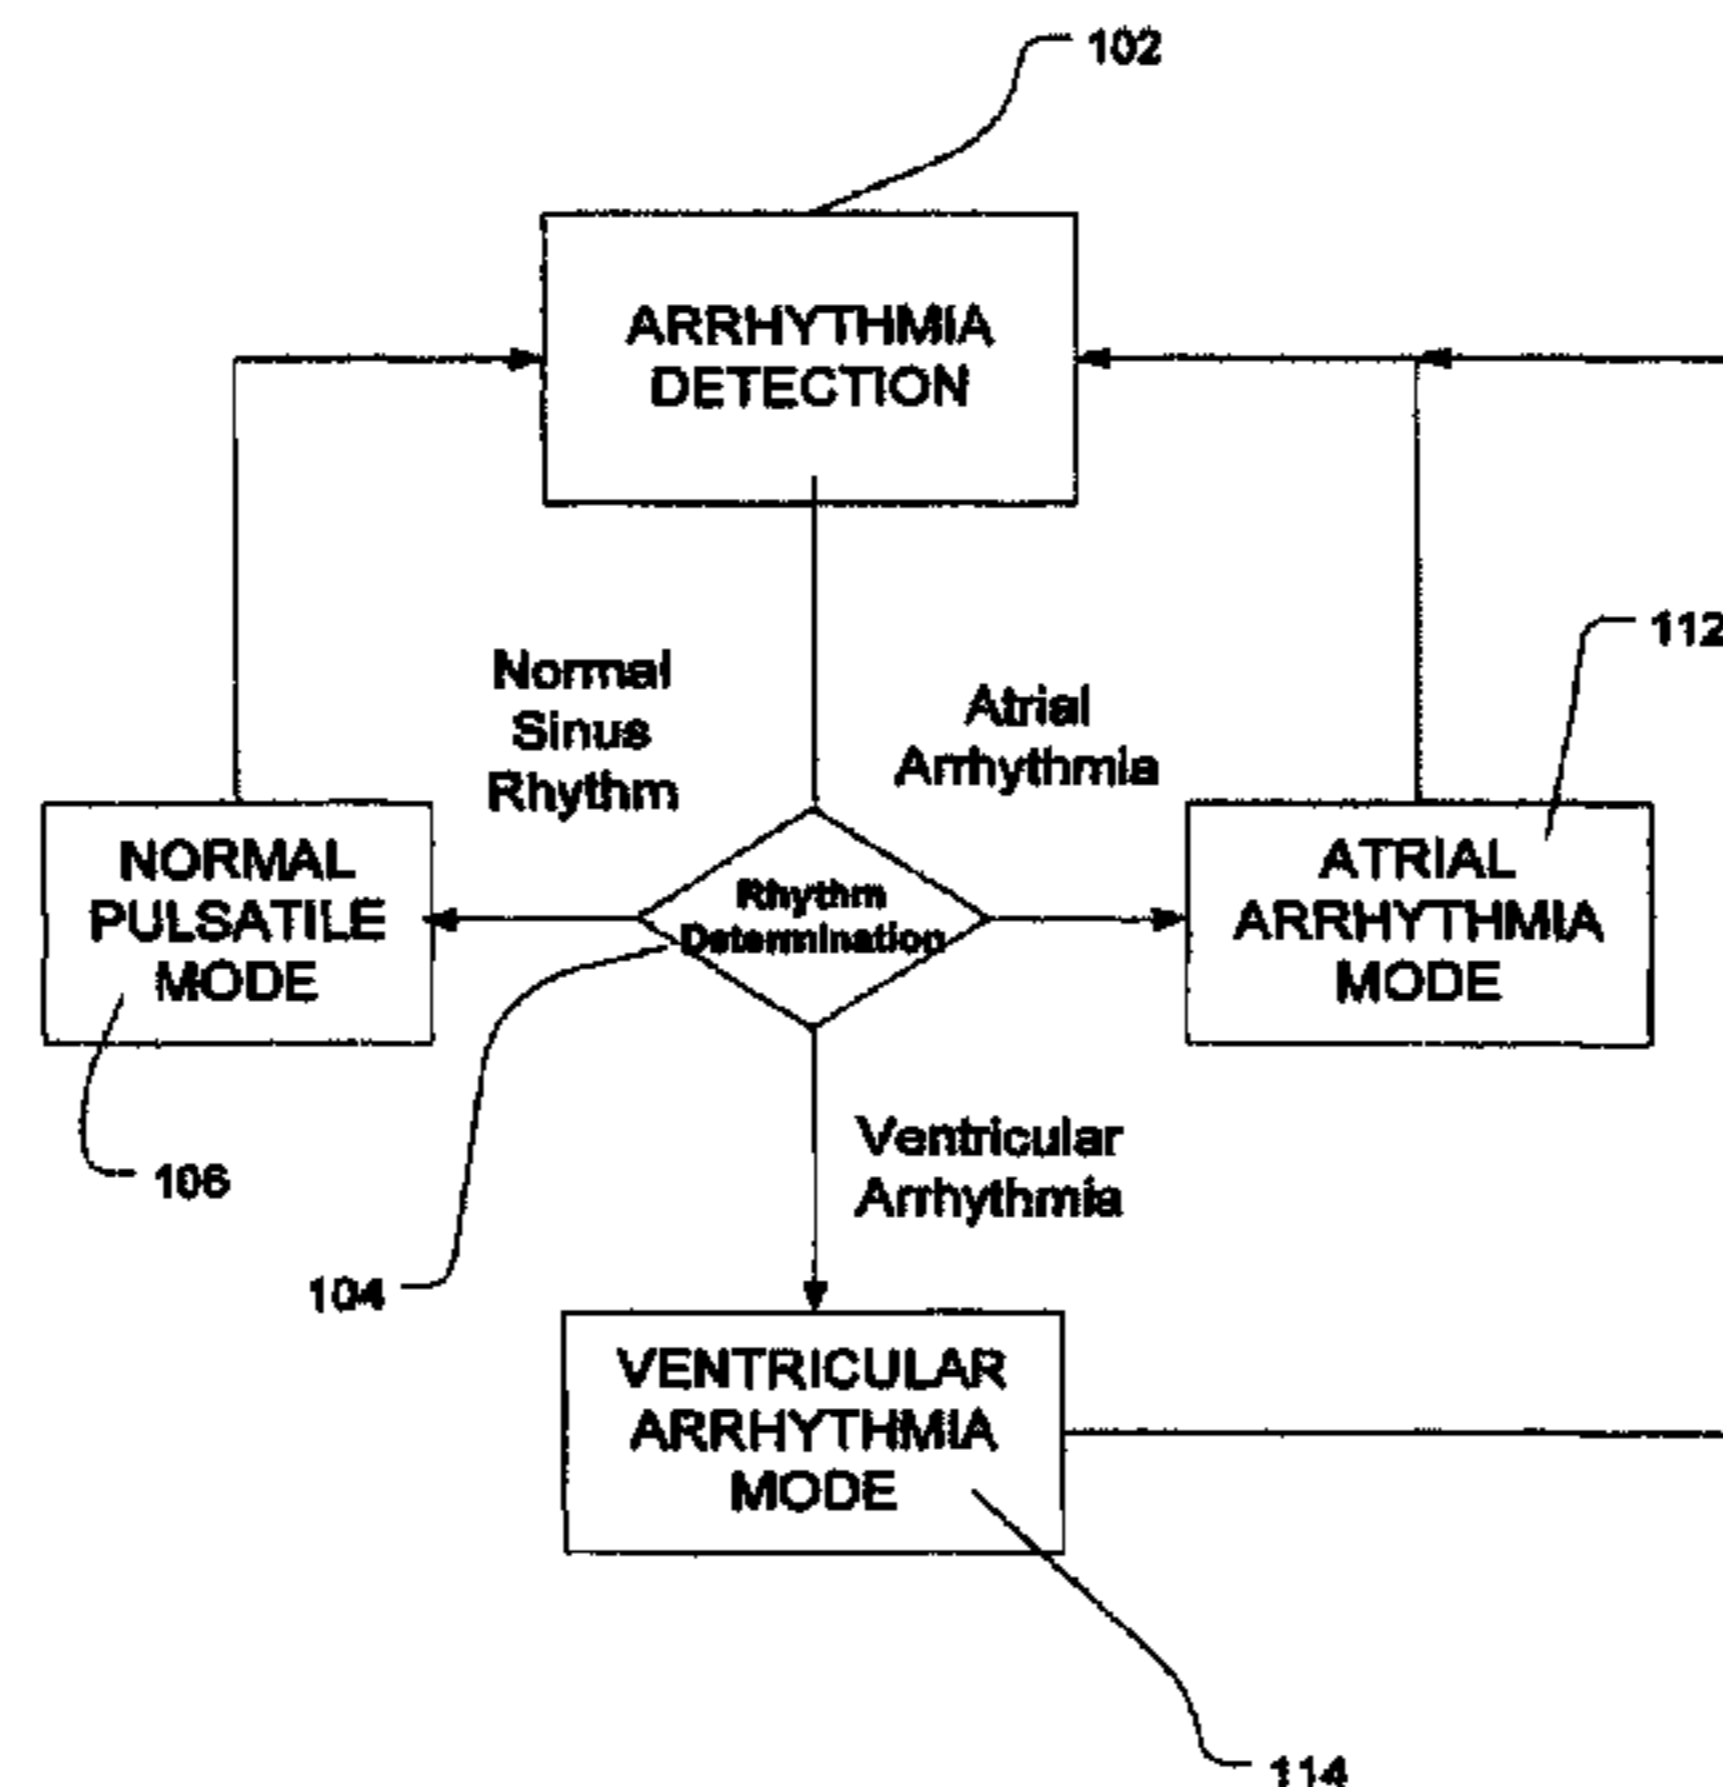 102
ARRHYTHMIA
DETECTION
112
Normal
Sinus
Rhythm
Atrial
Arrhythmia
NORMAL
PULSATILE
MODE
Rhythm
Determination
ATRIAL
ARRHYTHMIA
MODE
106
Ventricular
Arrhythmia
104
VENTRICULAR
ARRHYTHMIA
MODE
114